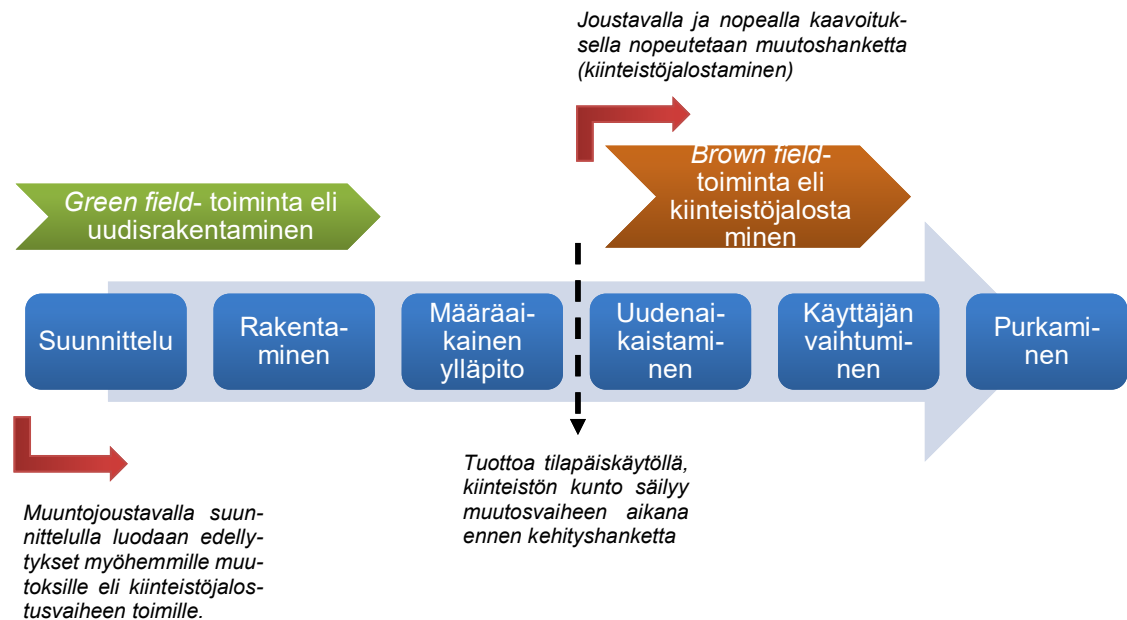 Joustavalla ja nopealla kaavoituk-
sella nopeutetaan muutoshanketta
(kiinteistöjalostaminen)
Green field- toiminta eli
uudisrakentaminen
Brown field-
toiminta eli
kiinteistöjalosta
minen
Suunnittelu
Rakenta-
minen
Määräai-
kainen
ylläpito
Uudenai-
kaistami-
nen
Käyttäjän
vaihtumi-
nen
Purkami-
nen
Muuntojoustavalla suun-
nittelulla luodaan edelly-
tykset myöhemmille muu-
toksille eli kiinteistöjalos-
tusvaiheen toimille.
Tuottoa tilapäiskäytöllä,
kiinteistön kunto säilyy
muutosvaiheen aikana
ennen kehityshanketta